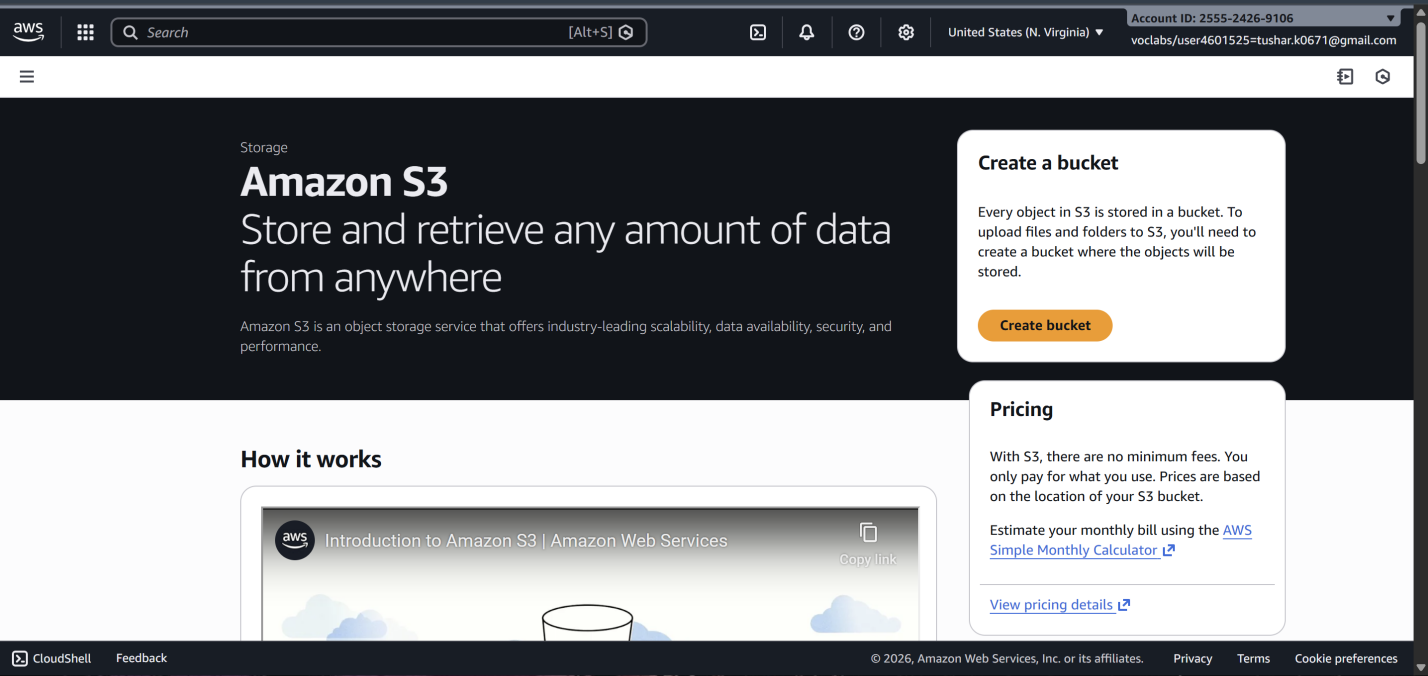 aws
Search
[Alt+S]
United States (N. Virginia)
Account ID: 2555-2426-9106
voclabs/user4601525=tushar.k0671@gmail.com
Storage
Amazon S3
Store and retrieve any amount of data
from anywhere
Amazon S3 is an object storage service that offers industry-leading scalability, data availability, security, and
performance.
Create a bucket
Every object in S3 is stored in a bucket. To
upload files and folders to S3, you'll need to
create a bucket where the objects will be
stored.
Create bucket
Pricing
With S3, there are no minimum fees. You
only pay for what you use. Prices are based
on the location of your S3 bucket.
Estimate your monthly bill using the AWS
Simple Monthly Calculator
View pricing details
How it works
aws
Introduction to Amazon S3 | Amazon Web Services
Copy link
CloudShell
Feedback
© 2026, Amazon Web Services, Inc. or its affiliates.
Privacy
Terms
Cookie preferences